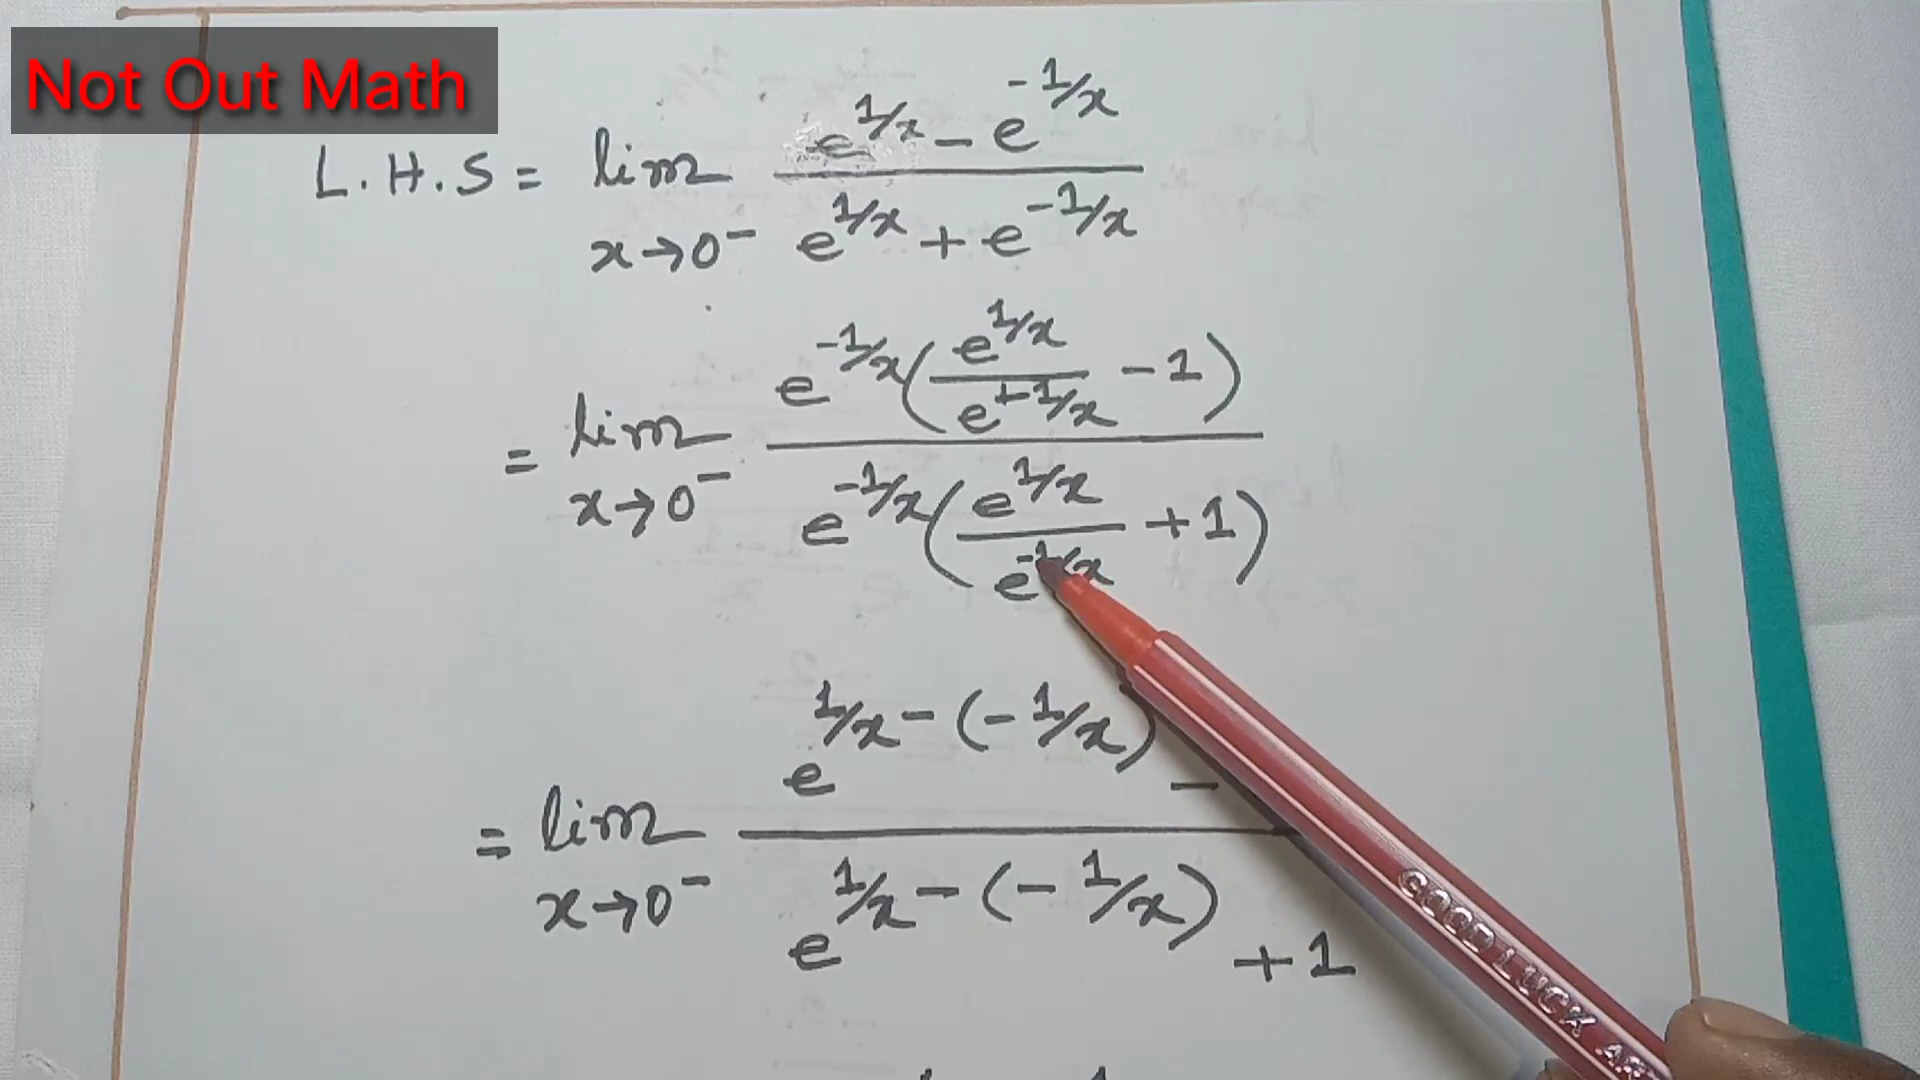 Not Out Math
L.H.S = lim x→0⁻ (e^(1/x) - e^(-1/x)) / (e^(1/x) + e^(-1/x))
= lim x→0⁻ e^(-1/x)(e^(1/x)/e^(+1/x) - 1) / e^(-1/x)(e^(1/x)/e^(-1/x) + 1)
= lim x→0⁻ e^(1/x - (-1/x)) - / e^(1/x - (-1/x)) + 1
GOOD LUCK